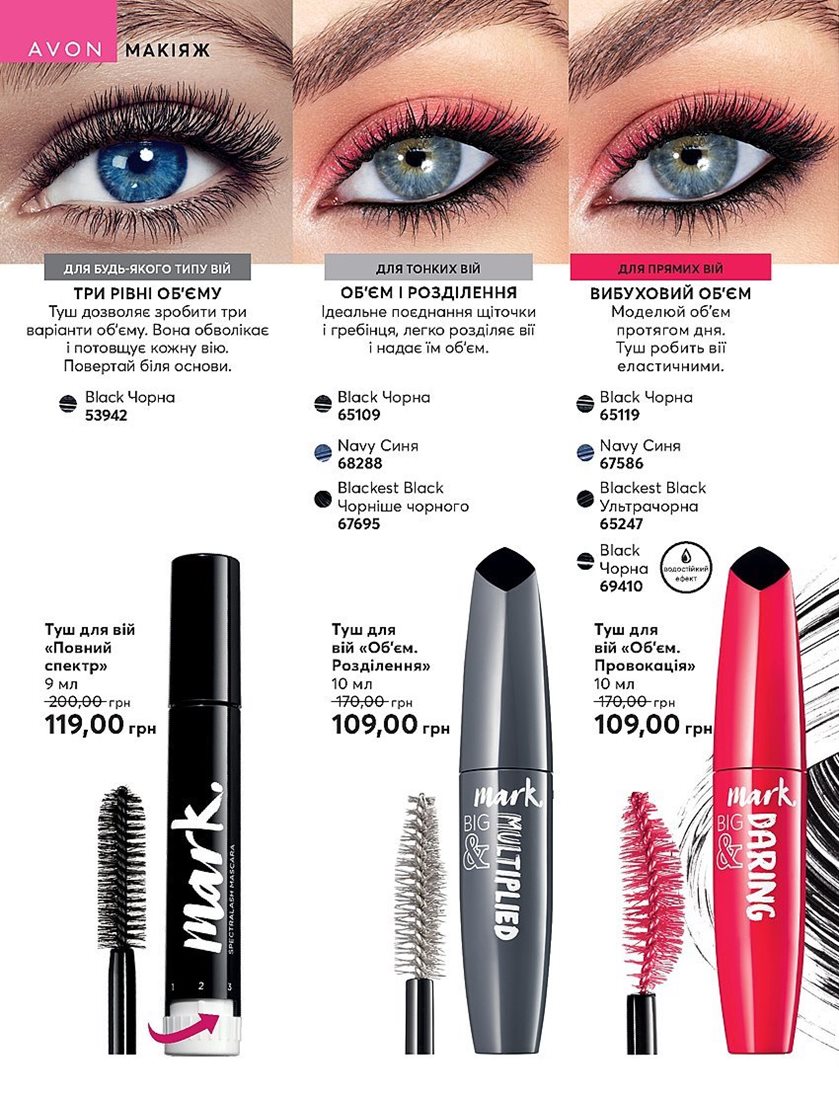 AVON МАКІЯЖ
ДЛЯ БУДЬ-ЯКОГО ТИПУ ВІЙ
ТРИ РІВНІ ОБ'ЄМУ
Туш дозволяє зробити три
варіанти об'єму. Вона обволікає
і потовщує кожну вію.
Повертай біля основи.
Black Чорна
53942
ДЛЯ ТОНКИХ ВІЙ
ОБ'ЄМ І РОЗДІЛЕННЯ
Ідеальне поєднання щіточки
і гребінця, легко розділяє вії
і надає їм об'єм.
Black Чорна
65109
Navy Синя
68288
Blackest Black
Чорніше чорного
67695
ДЛЯ ПРЯМИХ ВІЙ
ВИБУХОВИЙ ОБ'ЄМ
Моделюй об'єм
протягом дня.
Туш робить вії
еластичними.
Black Чорна
65119
Navy Синя
67586
Blackest Black
Ультрачорна
65247
Black
Чорна
69410
водостійкий
ефект
Туш для вій
«Повний
спектр»
9 мл
200,00 грн
119,00 грн
Туш для
вій «Об'єм.
Розділення»
10 мл
170,00 грн
109,00 грн
Туш для
вій «Об'єм.
Провокація»
10 мл
170,00 грн
109,00 грн
mark.
SPECTRALASH MASCARA
1 2 3
mark.
BIG
&
MULTIPLIED
mark.
BIG
&
DARING